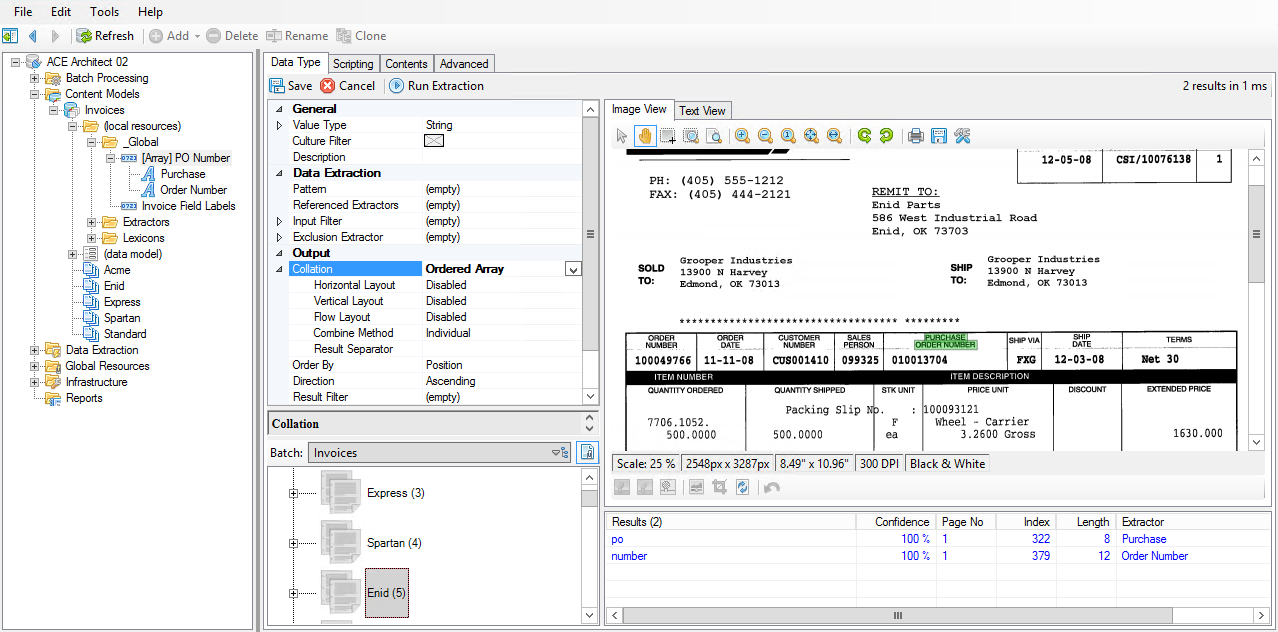 File Edit Tools Help
Refresh Add Delete Rename Clone
ACE Architect 02
Batch Processing
Content Models
Invoices
(local resources)
_Global
[Array] PO Number
Purchase
Order Number
Invoice Field Labels
Extractors
Lexicons
(data model)
Acme
Enid
Express
Spartan
Standard
Data Extraction
Global Resources
Infrastructure
Reports
Data Type Scripting Contents Advanced
Save Cancel Run Extraction 2 results in 1 ms
General
Value Type String
Culture Filter
Description
Data Extraction
Pattern (empty)
Referenced Extractors (empty)
Input Filter (empty)
Exclusion Extractor (empty)
Output
Collation Ordered Array
Horizontal Layout Disabled
Vertical Layout Disabled
Flow Layout Disabled
Combine Method Individual
Result Separator
Order By Position
Direction Ascending
Result Filter (empty)
Collation
Batch: Invoices
Express (3)
Spartan (4)
Enid (5)
Image View Text View
12-05-08 CSI/10076138 1
PH: (405) 555-1212
FAX: (405) 444-2121
REMIT TO:
Enid Parts
586 West Industrial Road
Enid, OK 73703
SOLD TO:
Grooper Industries
13900 N Harvey
Edmond, OK 73013
SHIP TO:
Grooper Industries
13900 N Harvey
Edmond, OK 73013
********************************** *********
ORDER NUMBER ORDER DATE CUSTOMER NUMBER SALES PERSON PURCHASE ORDER NUMBER SHIP VIA SHIP DATE TERMS
100049766 11-11-08 CUS001410 099325 010013704 FXG 12-03-08 Net 30
ITEM NUMBER ITEM DESCRIPTION
QUANTITY ORDERED QUANTITY SHIPPED STK UNIT PRICE UNIT DISCOUNT EXTENDED PRICE
Packing Slip No. : 100093121
7706.1052. F Wheel - Carrier
500.0000 500.0000 ea 3.2600 Gross 1630.000
Scale: 25 % 2548px x 3287px 8.49" x 10.96" 300 DPI Black & White
Results (2) Confidence Page No Index Length Extractor
po 100 % 1 322 8 Purchase
number 100 % 1 379 12 Order Number